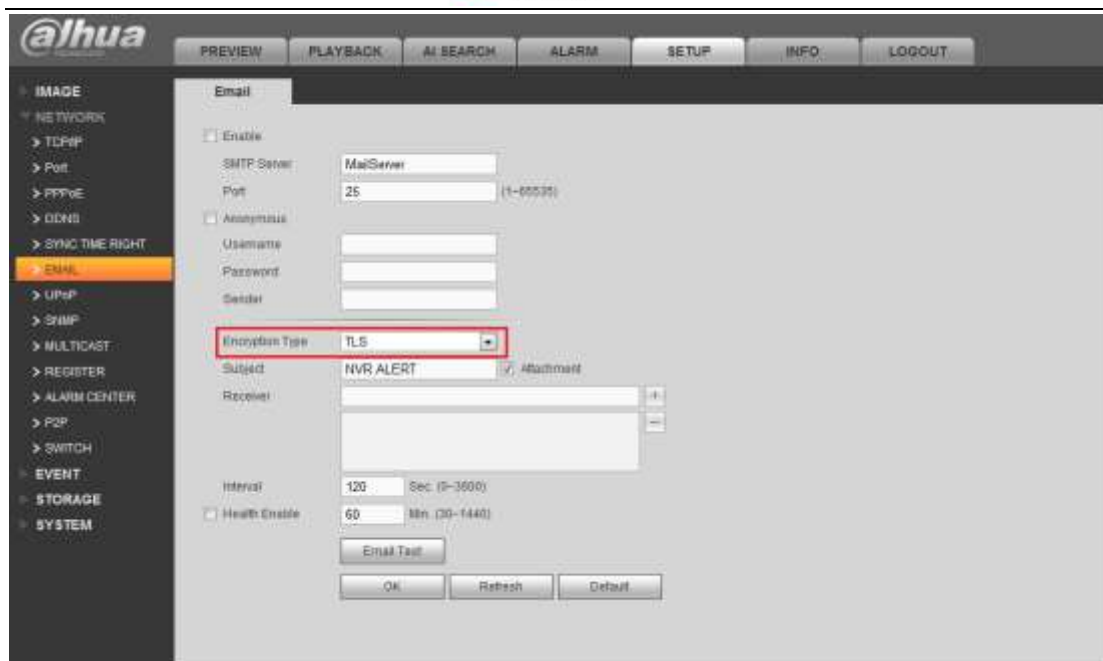 alhua
PREVIEW PLAYBACK AI SEARCH ALARM SETUP INFO LOGOUT
IMAGE
NETWORK
> TCP/IP
> Port
> PPPoE
> DDNS
> SYNC TIME RIGHT
> EMAIL
> UPnP
> SNMP
> MULTICAST
> REGISTER
> ALARM CENTER
> P2P
> SWITCH
EVENT
STORAGE
SYSTEM
Email
Enable
SMTP Server MailServer
Port 25 (1~65535)
Anonymous
Username
Password
Sender
Encryption Type TLS
Subject NVR ALERT Attachment
Receiver
Interval 120 Sec. (0~3600)
Health Enable 60 Min. (30~1440)
Email Test
OK Refresh Default